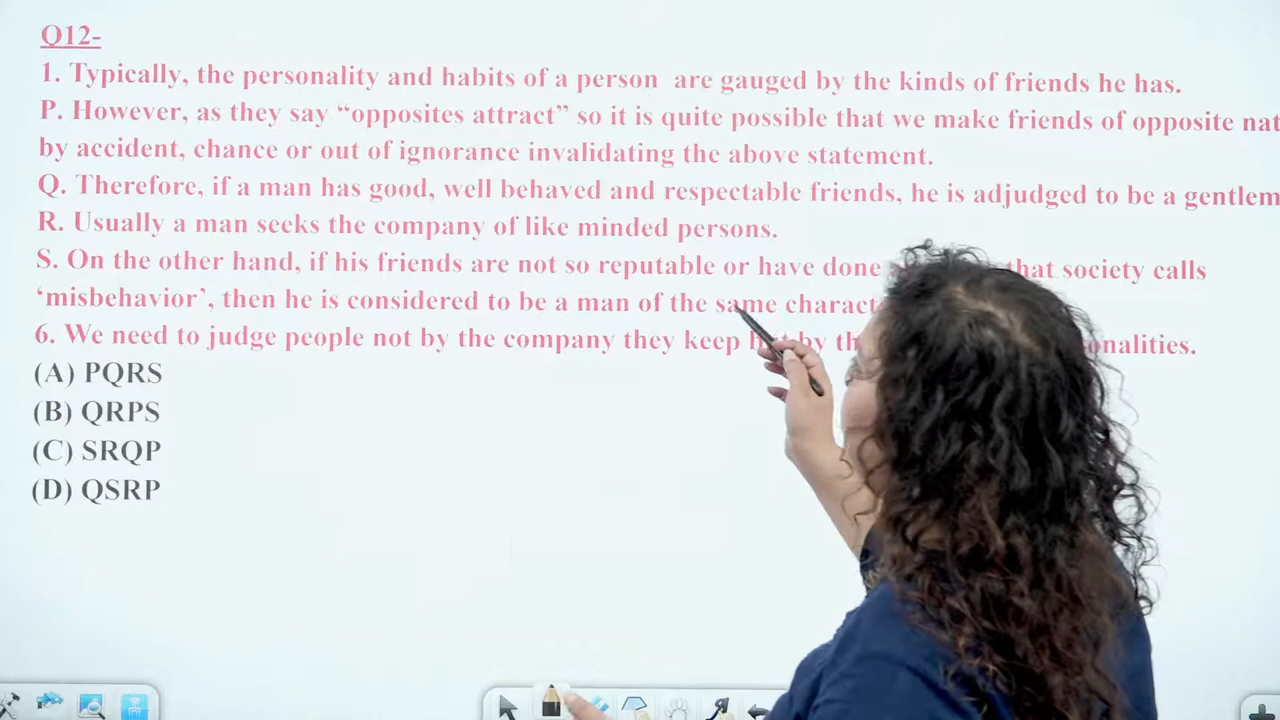 Q12-
1. Typically, the personality and habits of a person are gauged by the kinds of friends he has.
P. However, as they say “opposites attract” so it is quite possible that we make friends of opposite
by accident, chance or out of ignorance invalidating the above statement.
Q. Therefore, if a man has good, well behaved and respectable friends, he is adjudged to be a
R. Usually a man seeks the company of like minded persons.
S. On the other hand, if his friends are not so reputable or have done that society calls
‘misbehavior’, then he is considered to be a man of the same
6. We need to judge people not by the company they keep but by
(A) PQRS
(B) QRPS
(C) SRQP
(D) QSRP